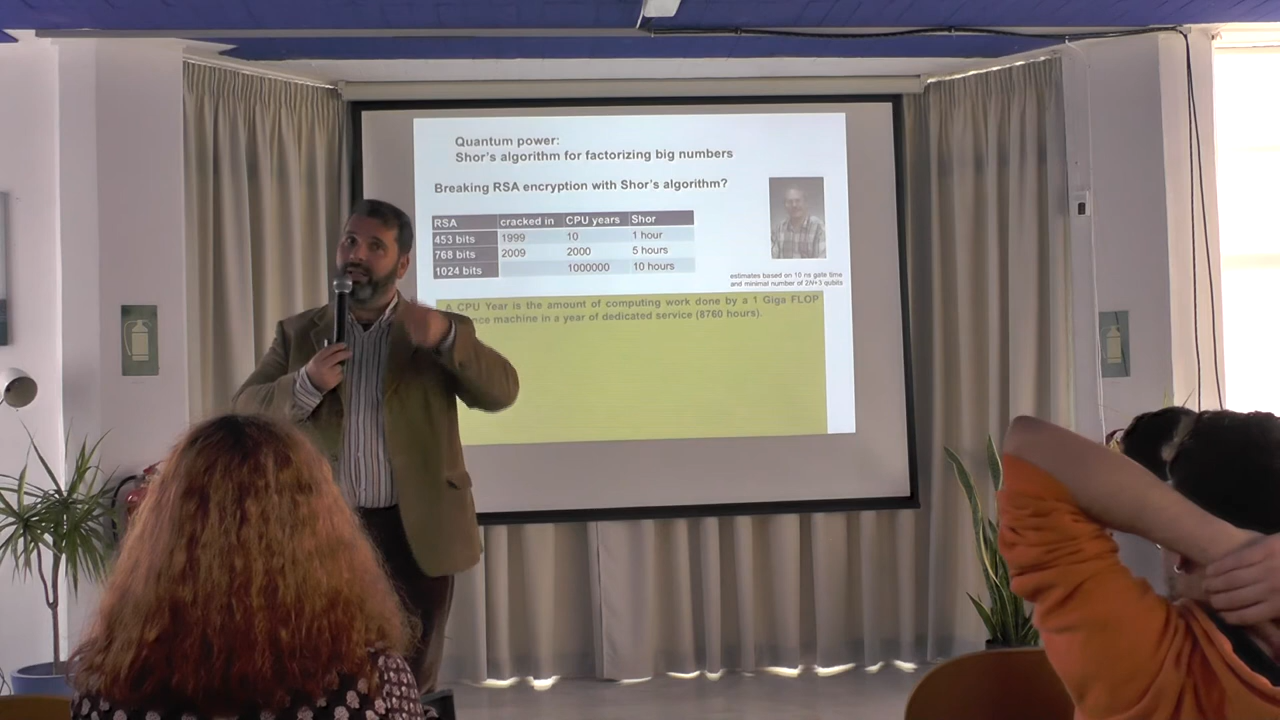 Quantum power:
Shor's algorithm for factorizing big numbers
Breaking RSA encryption with Shor's algorithm?
RSA cracked in CPU years Shor
453 bits 1999 10 1 hour
768 bits 2009 2000 5 hours
1024 bits 1000000 10 hours
estimates based on 10 ns gate time
and minimal number of 2N+3 qubits
A CPU Year is the amount of computing work done by a 1 Giga FLOP
machine in a year of dedicated service (8760 hours).